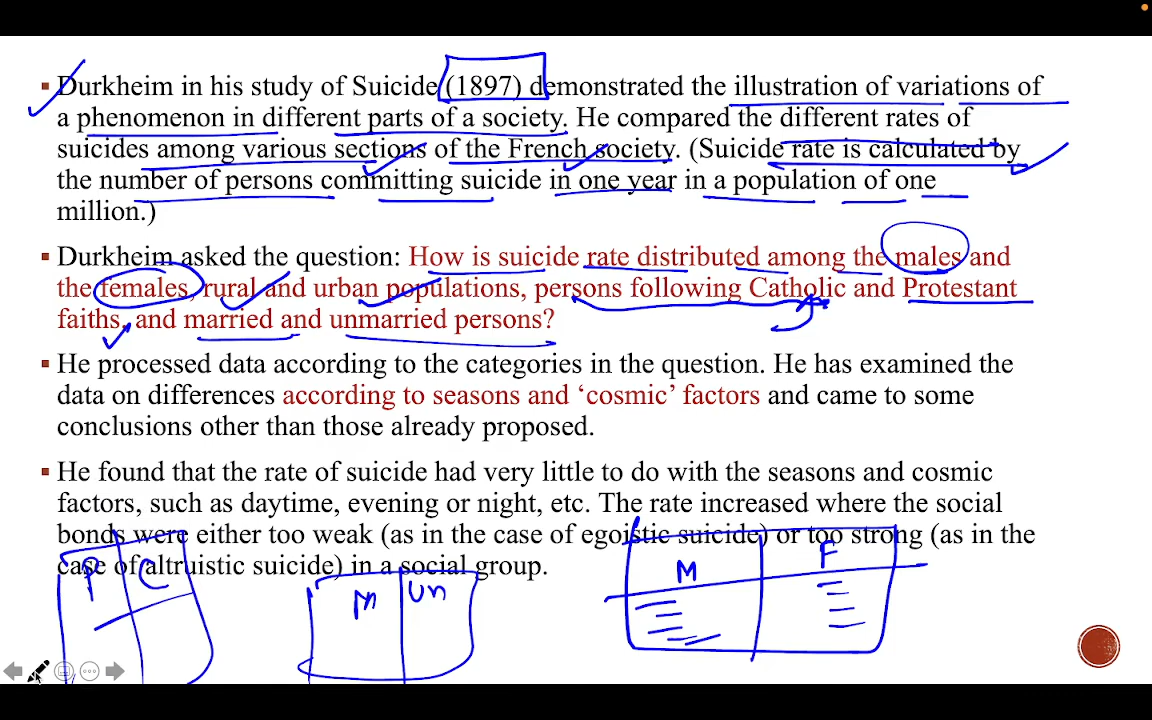 Durkheim in his study of Suicide (1897) demonstrated the illustration of variations of
a phenomenon in different parts of a society. He compared the different rates of
suicides among various sections of the French society. (Suicide rate is calculated by
the number of persons committing suicide in one year in a population of one
million.)
Durkheim asked the question: How is suicide rate distributed among the males and
the females, rural and urban populations, persons following Catholic and Protestant
faiths, and married and unmarried persons?
He processed data according to the categories in the question. He has examined the
data on differences according to seasons and ‘cosmic’ factors and came to some
conclusions other than those already proposed.
He found that the rate of suicide had very little to do with the seasons and cosmic
factors, such as daytime, evening or night, etc. The rate increased where the social
bonds were either too weak (as in the case of egoistic suicide) or too strong (as in the
case of altruistic suicide) in a social group.
P C
M Un
M F